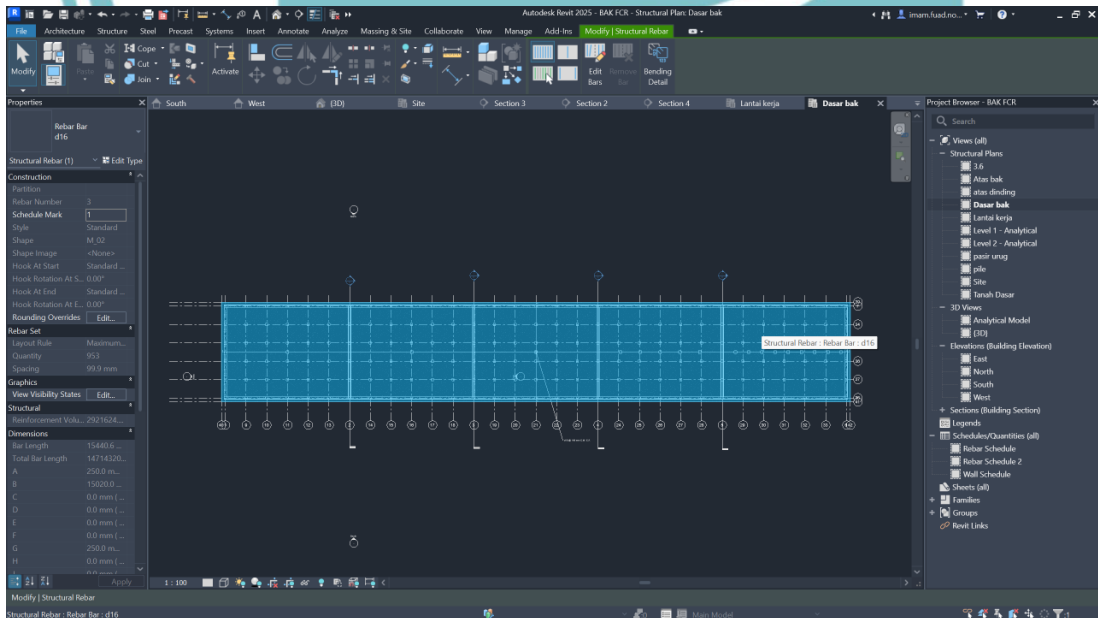 Autodesk Revit 2025 - BAK FCR - Structural Plan: Dasar bak
imam.fuad.no...
File Architecture Structure Steel Precast Systems Insert Annotate Analyze Massing & Site Collaborate View Manage Add-Ins Modify | Structural Rebar
Modify Paste Cope Cut Join Activate Edit Bars Remove Bar Bending Detail
Properties
South West {3D} Site Section 3 Section 2 Section 4 Lantai kerja Dasar bak
Rebar Bar
d16
Structural Rebar (1) Edit Type
Construction
Partition
Rebar Number 3
Schedule Mark 1
Style Standard
Shape M_02
Shape Image <None>
Hook At Start Standard ...
Hook Rotation At S... 0.00°
Hook At End Standard ...
Hook Rotation At E... 0.00°
Rounding Overrides Edit...
Rebar Set
Layout Rule Maximum...
Quantity 953
Spacing 99.9 mm
Graphics
View Visibility States Edit...
Structural
Reinforcement Volu... 2921624...
Dimensions
Bar Length 15440.6 ...
Total Bar Length 14714320...
A 250.0 m...
B 15020.0 ...
C 0.0 mm (...
D 0.0 mm (...
E 0.0 mm (...
F 0.0 mm (...
G 250.0 m...
H 0.0 mm (...
Apply
Structural Rebar : Rebar Bar : d16
1 : 100
Project Browser - BAK FCR
Search
Views (all)
Structural Plans
3.6
Atas bak
atas dinding
Dasar bak
Lantai kerja
Level 1 - Analytical
Level 2 - Analytical
pasir urug
pile
Site
Tanah Dasar
3D Views
Analytical Model
{3D}
Elevations (Building Elevation)
East
North
South
West
Sections (Building Section)
Legends
Schedules/Quantities (all)
Rebar Schedule
Rebar Schedule 2
Wall Schedule
Sheets (all)
Families
Groups
Revit Links
Modify | Structural Rebar
Structural Rebar : Rebar Bar : d16
Main Model
:1